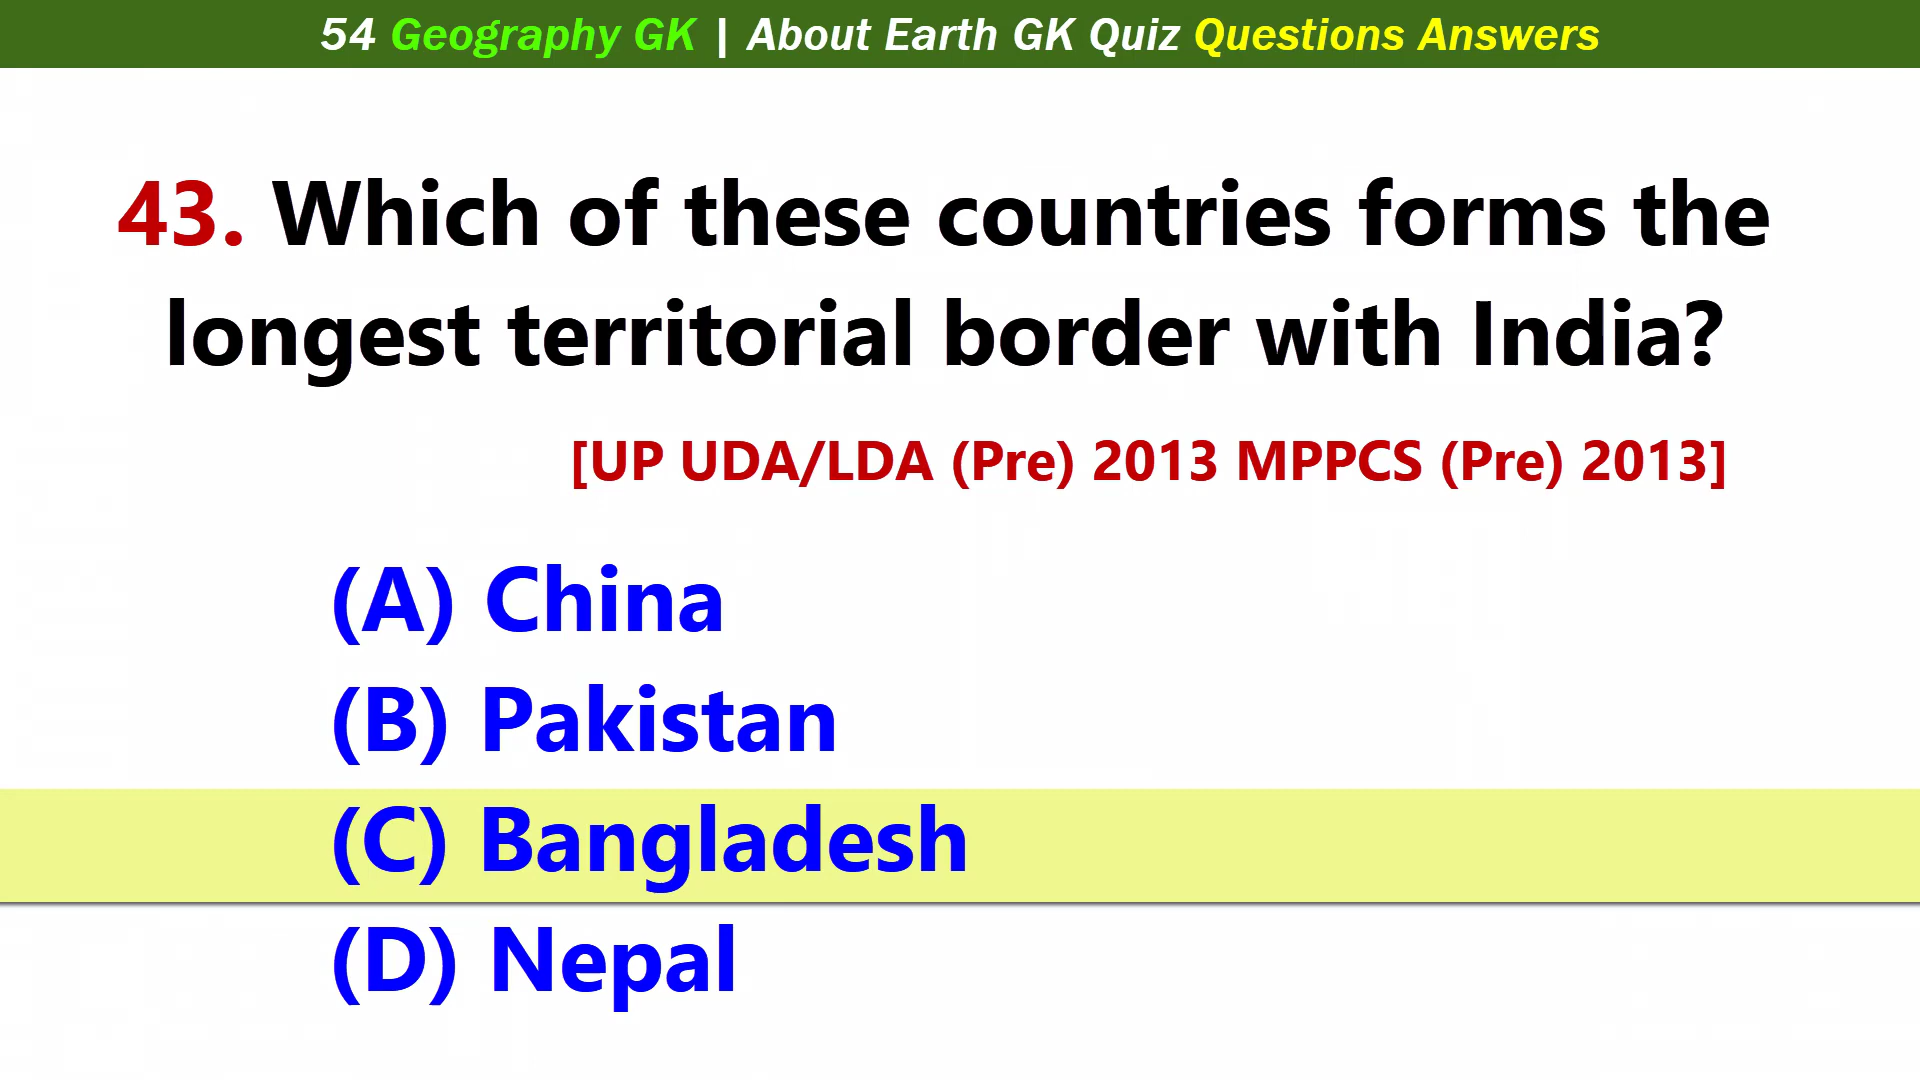 54 Geography GK | About Earth GK Quiz Questions Answers
43. Which of these countries forms the
longest territorial border with India?
[UP UDA/LDA (Pre) 2013 MPPCS (Pre) 2013]
(A) China
(B) Pakistan
(C) Bangladesh
(D) Nepal